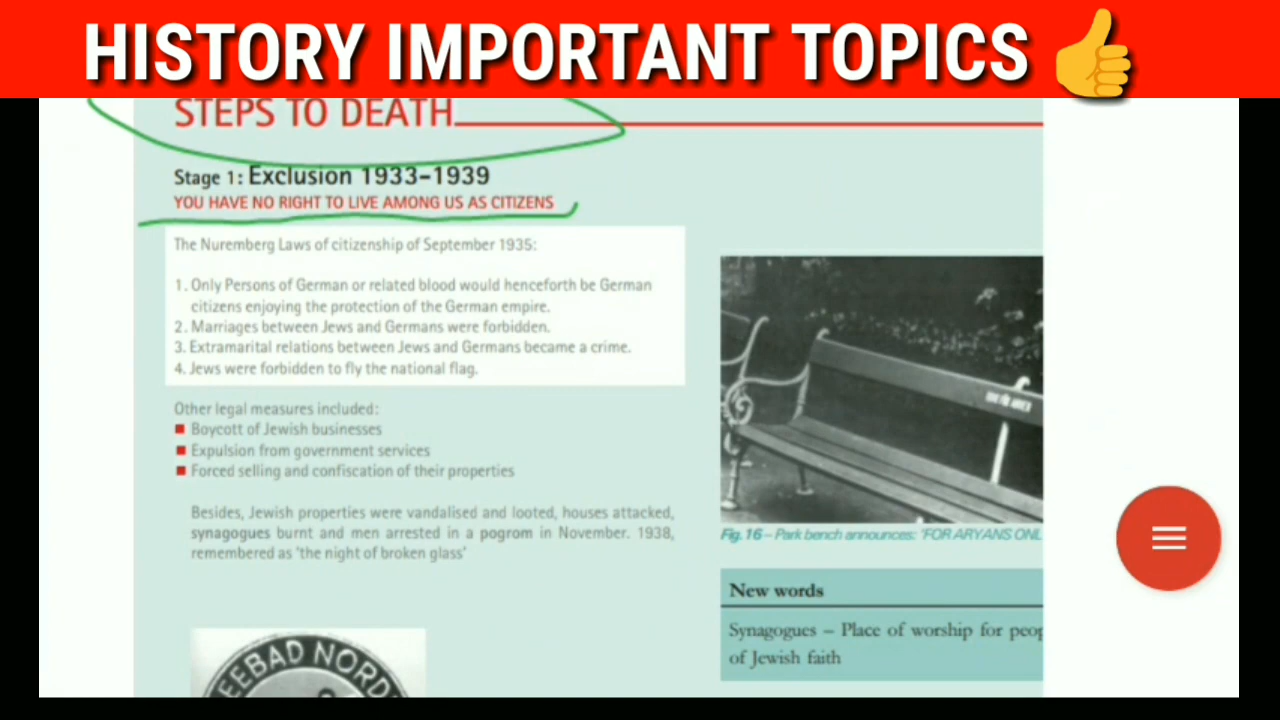 HISTORY IMPORTANT TOPICS
STEPS TO DEATH
Stage 1: Exclusion 1933–1939
YOU HAVE NO RIGHT TO LIVE AMONG US AS CITIZENS
The Nuremberg Laws of citizenship of September 1935:
1. Only Persons of German or related blood would henceforth be German
citizens enjoying the protection of the German empire.
2. Marriages between Jews and Germans were forbidden.
3. Extramarital relations between Jews and Germans became a crime.
4. Jews were forbidden to fly the national flag.
Other legal measures included:
Boycott of Jewish businesses
Expulsion from government services
Forced selling and confiscation of their properties
Besides, Jewish properties were vandalised and looted, houses attacked,
synagogues burnt and men arrested in a pogrom in November. 1938,
remembered as 'the night of broken glass'
Fig. 16 – Park bench announces: 'FOR ARYANS ONL
New words
Synagogues – Place of worship for peop
of Jewish faith
EEBAD NORD